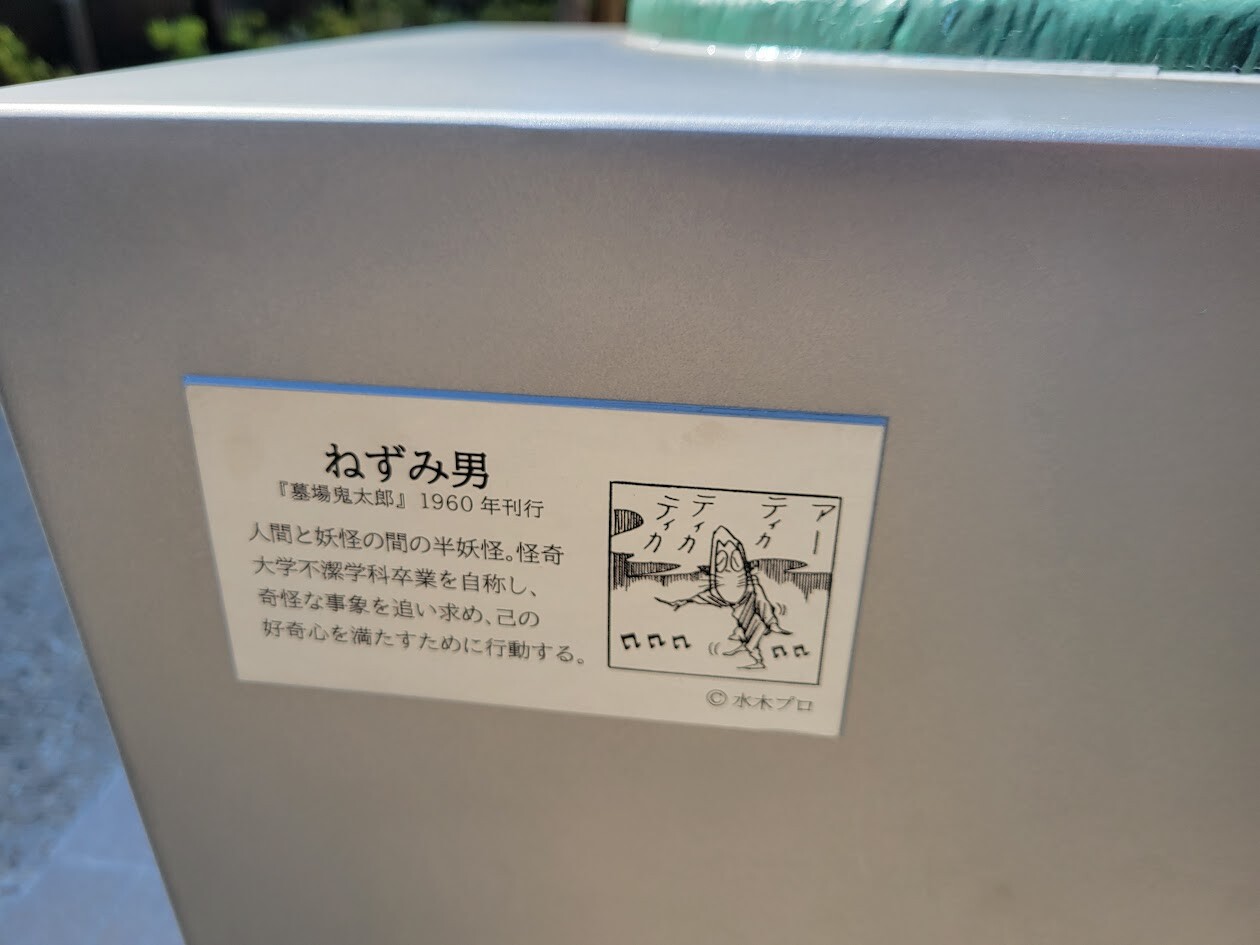 ねずみ男
『墓場鬼太郎』 1960 年刊行
人間と妖怪の間の半妖怪。怪奇
大学不潔学科卒業を自称し、
奇怪な事象を追い求め、己の
好奇心を満たすために行動する。
アー
ティカ
ティカ
ティカ
© 水木プロ